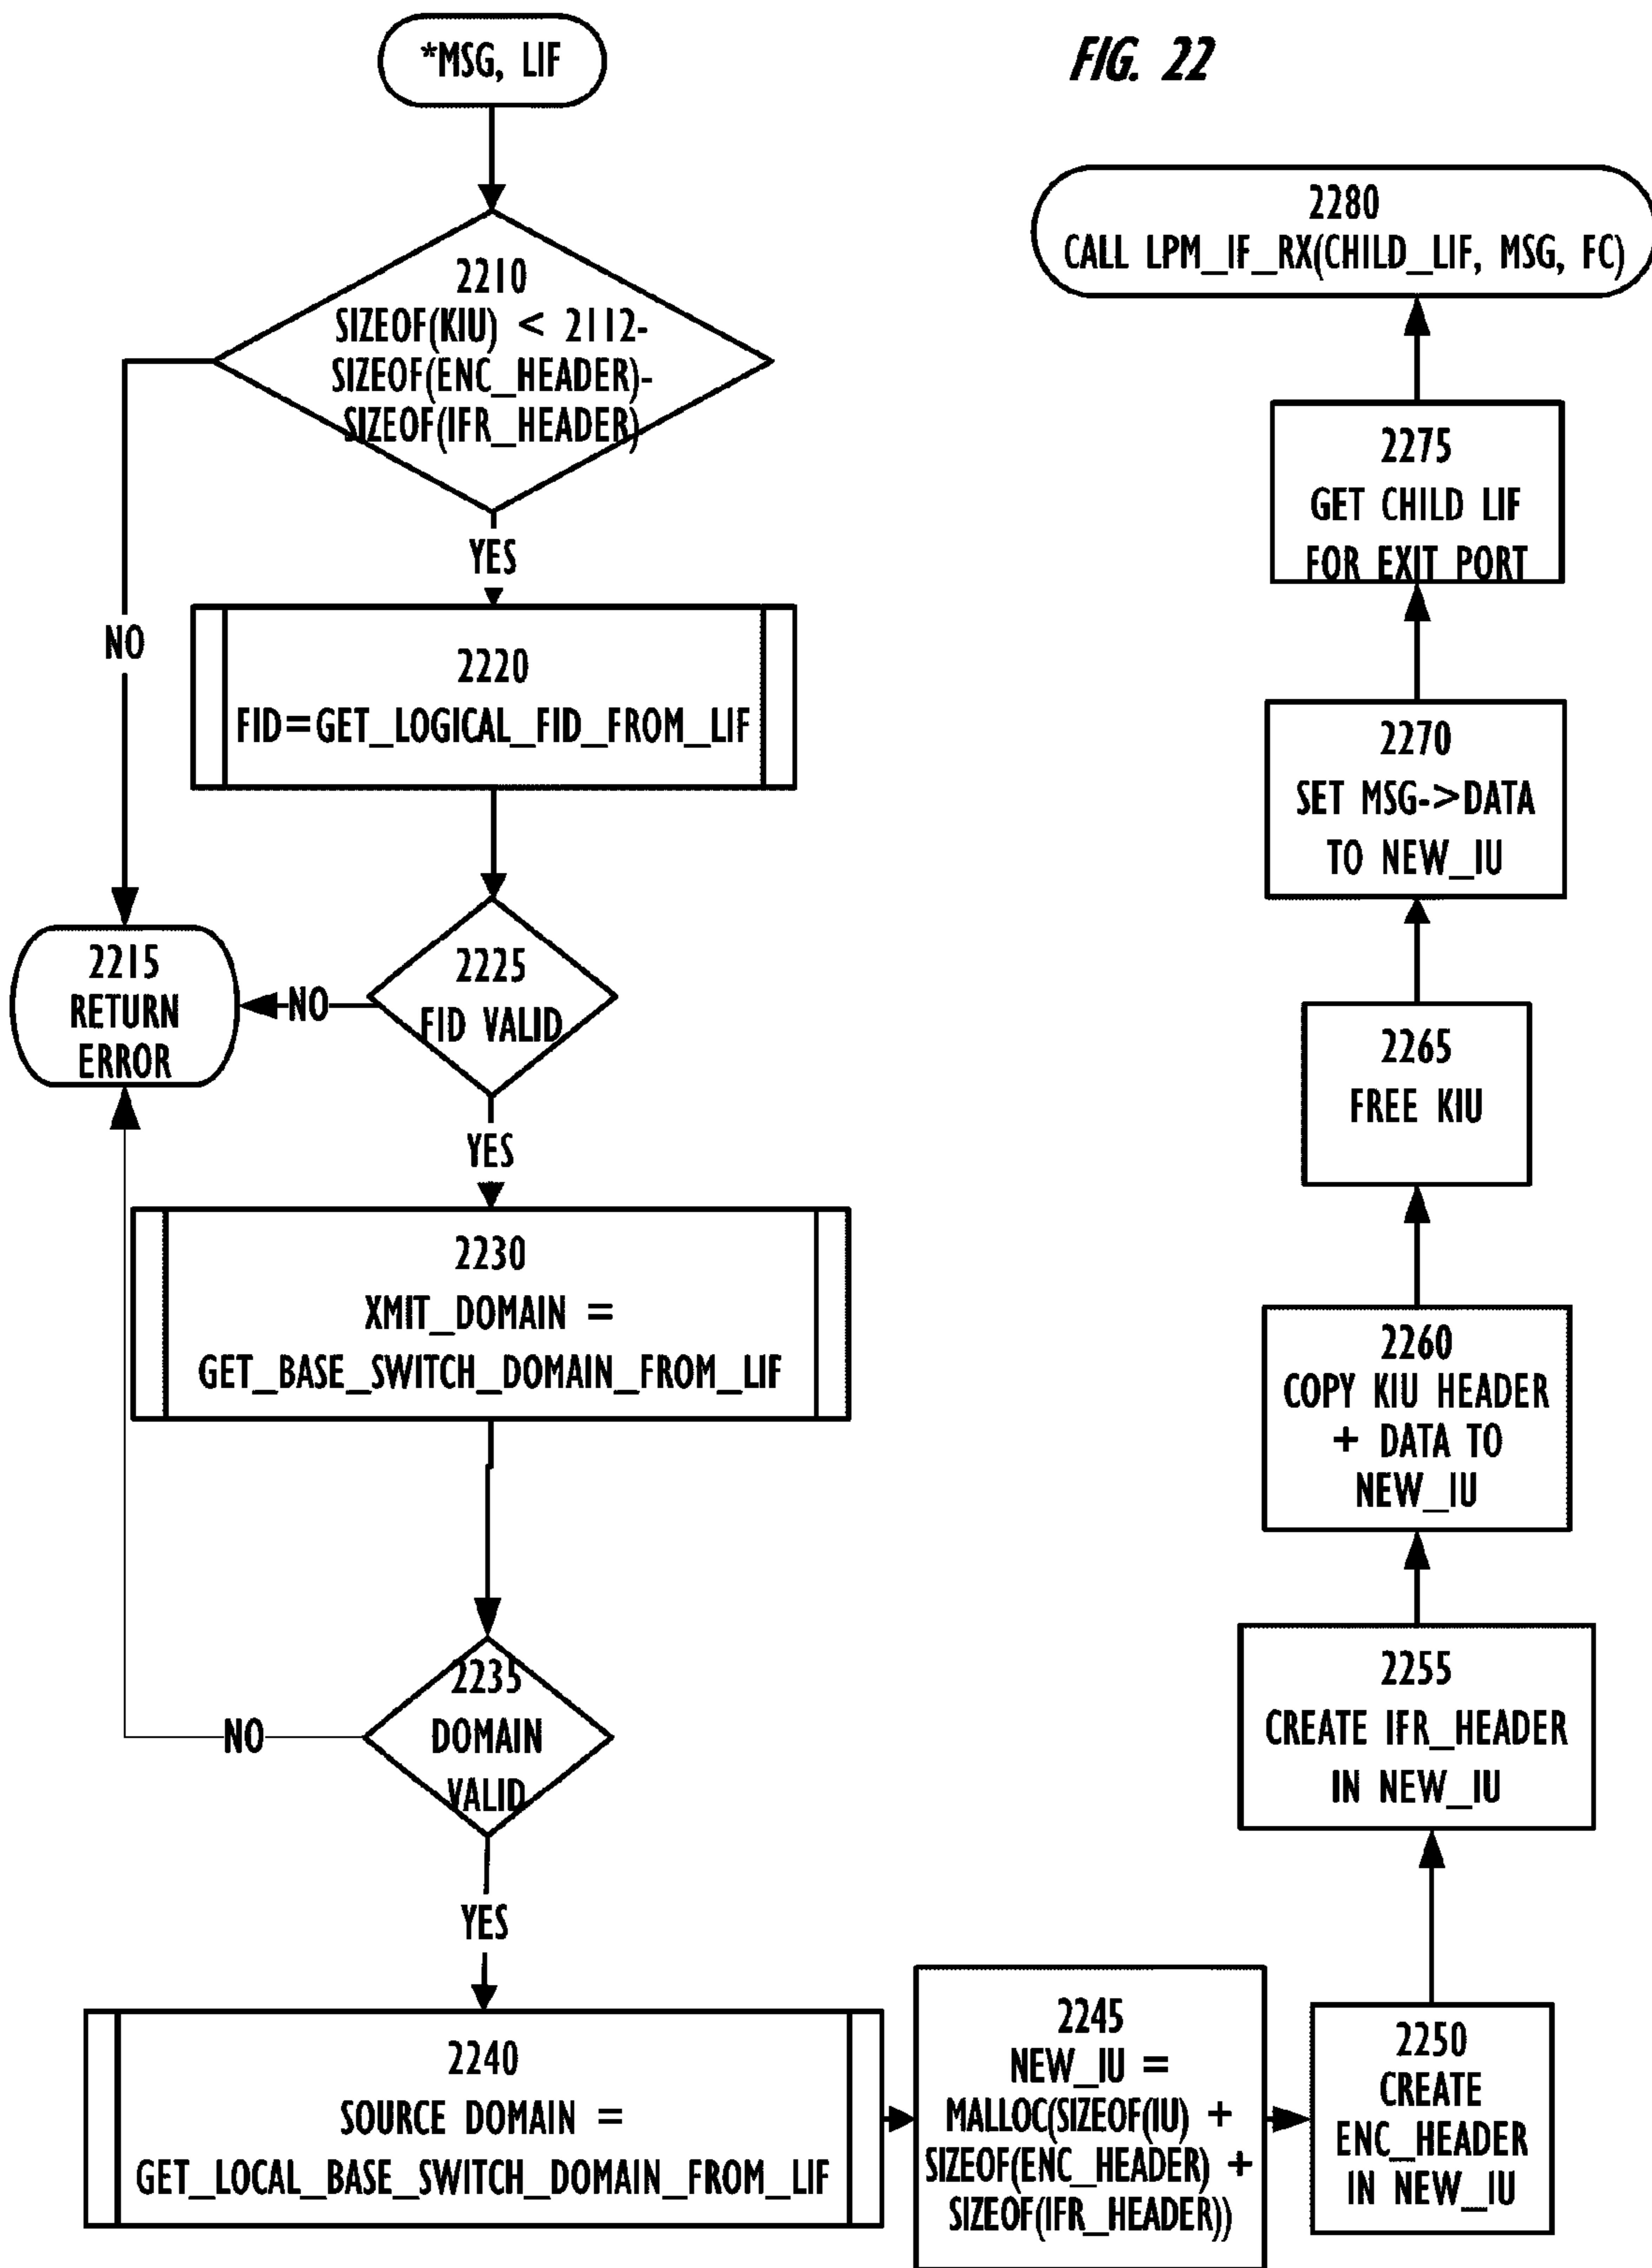 FIG. 22
*MSG, LIF
2210
SIZEOF(KIU) < 2112-
SIZEOF(ENC_HEADER)-
SIZEOF(IFR_HEADER)
YES
NO
2220
FID=GET_LOGICAL_FID_FROM_LIF
2225
FID VALID
NO
2215
RETURN
ERROR
YES
2230
XMIT_DOMAIN =
GET_BASE_SWITCH_DOMAIN_FROM_LIF
2235
DOMAIN
VALID
NO
YES
2240
SOURCE DOMAIN =
GET_LOCAL_BASE_SWITCH_DOMAIN_FROM_LIF
2245
NEW_IU =
MALLOC(SIZEOF(IU) +
SIZEOF(ENC_HEADER) +
SIZEOF(IFR_HEADER))
2250
CREATE
ENC_HEADER
IN NEW_IU
2255
CREATE IFR_HEADER
IN NEW_IU
2260
COPY KIU HEADER
+ DATA TO
NEW_IU
2265
FREE KIU
2270
SET MSG->DATA
TO NEW_IU
2275
GET CHILD LIF
FOR EXIT PORT
2280
CALL LPM_IF_RX(CHILD_LIF, MSG, FC)